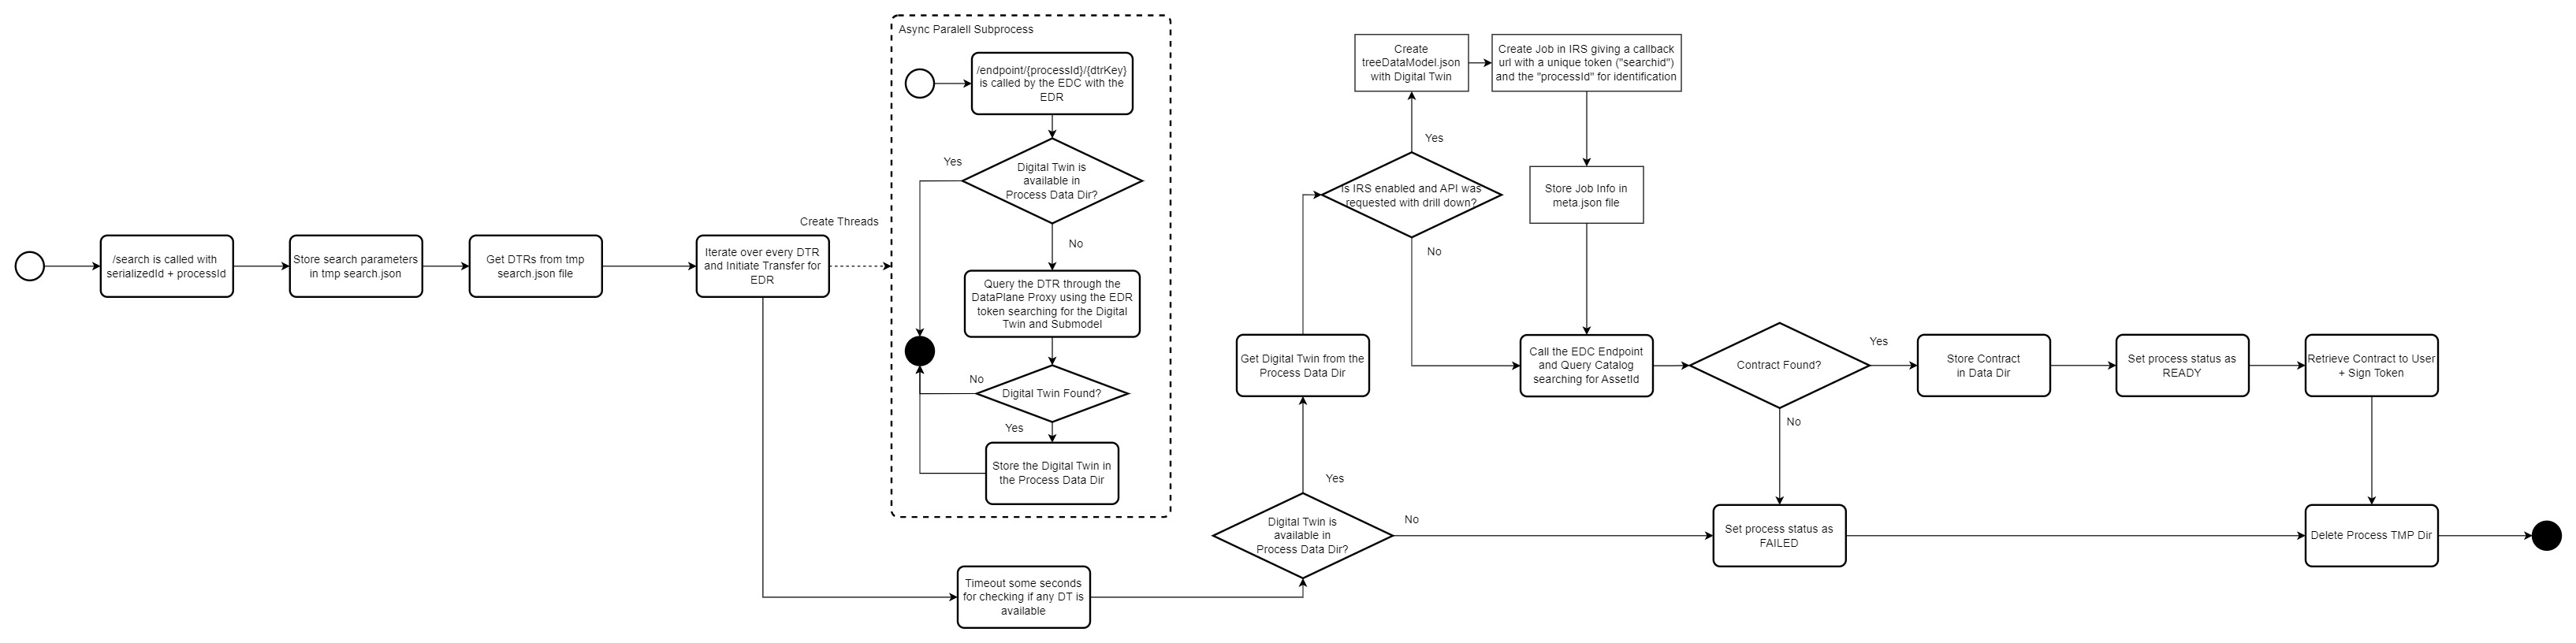 Async Paralell Subprocess
/endpoint/{processId}/{dtrKey}
is called by the EDC with the
EDR
Digital Twin is
available in
Process Data Dir?
Yes
No
Query the DTR through the
DataPlane Proxy using the EDR
token searching for the Digital
Twin and Submodel
Digital Twin Found?
No
Yes
Store the Digital Twin in
the Process Data Dir
/search is called with
serializedId + processId
Store search parameters
in tmp search.json
Get DTRs from tmp
search.json file
Iterate over every DTR
and Initiate Transfer for
EDR
Create Threads
Timeout some seconds
for checking if any DT is
available
Digital Twin is
available in
Process Data Dir?
Yes
No
Get Digital Twin from the
Process Data Dir
Is IRS enabled and API was
requested with drill down?
Yes
No
Create
treeDataModel.json
with Digital Twin
Create Job in IRS giving a callback
url with a unique token ("searchid")
and the "processId" for identification
Store Job Info in
meta.json file
Call the EDC Endpoint
and Query Catalog
searching for AssetId
Contract Found?
Yes
No
Store Contract
in Data Dir
Set process status as
READY
Retrieve Contract to User
+ Sign Token
Set process status as
FAILED
Delete Process TMP Dir